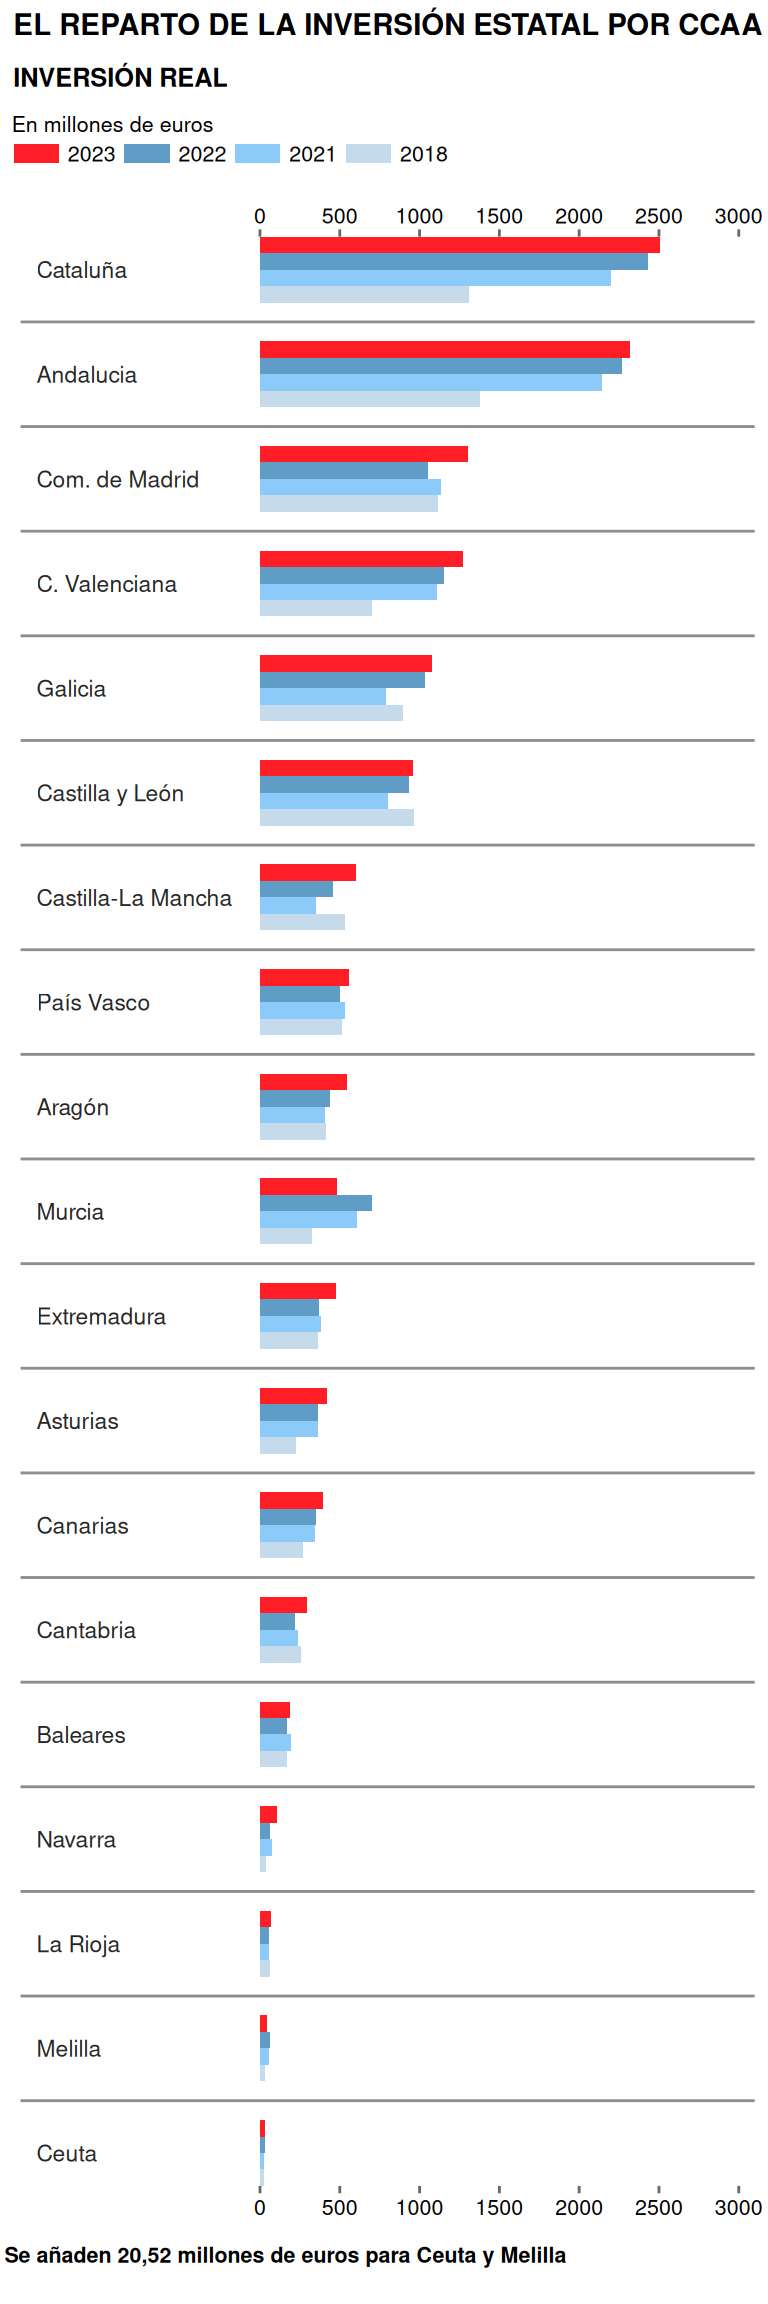 EL REPARTO DE LA INVERSIÓN ESTATAL POR CCAA
INVERSIÓN REAL
En millones de euros
2023 2022 2021 2018
0 500 1000 1500 2000 2500 3000
Cataluña
Andalucia
Com. de Madrid
C. Valenciana
Galicia
Castilla y León
Castilla-La Mancha
País Vasco
Aragón
Murcia
Extremadura
Asturias
Canarias
Cantabria
Baleares
Navarra
La Rioja
Melilla
Ceuta
0 500 1000 1500 2000 2500 3000
Se añaden 20,52 millones de euros para Ceuta y Melilla